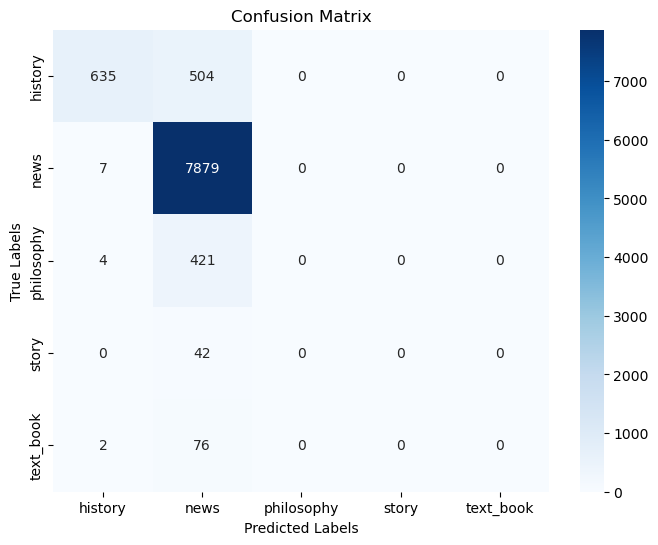 Confusion Matrix
history 635 504 0 0 0
news 7 7879 0 0 0
philosophy 4 421 0 0 0
story 0 42 0 0 0
text_book 2 76 0 0 0
history news philosophy story text_book
Predicted Labels
True Labels
7000
6000
5000
4000
3000
2000
1000
0